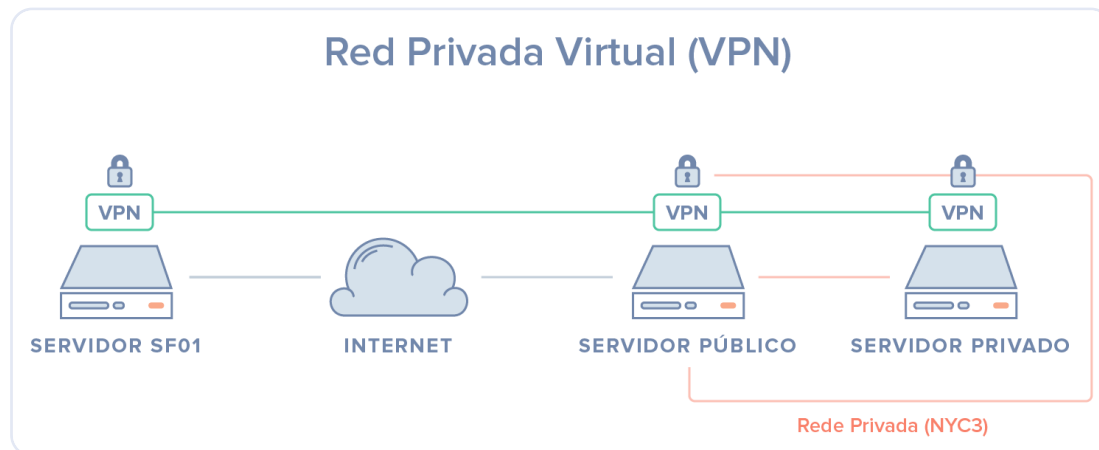 Red Privada Virtual (VPN)
VPN
VPN
VPN
SERVIDOR SF01
INTERNET
SERVIDOR PÚBLICO
SERVIDOR PRIVADO
Rede Privada (NYC3)